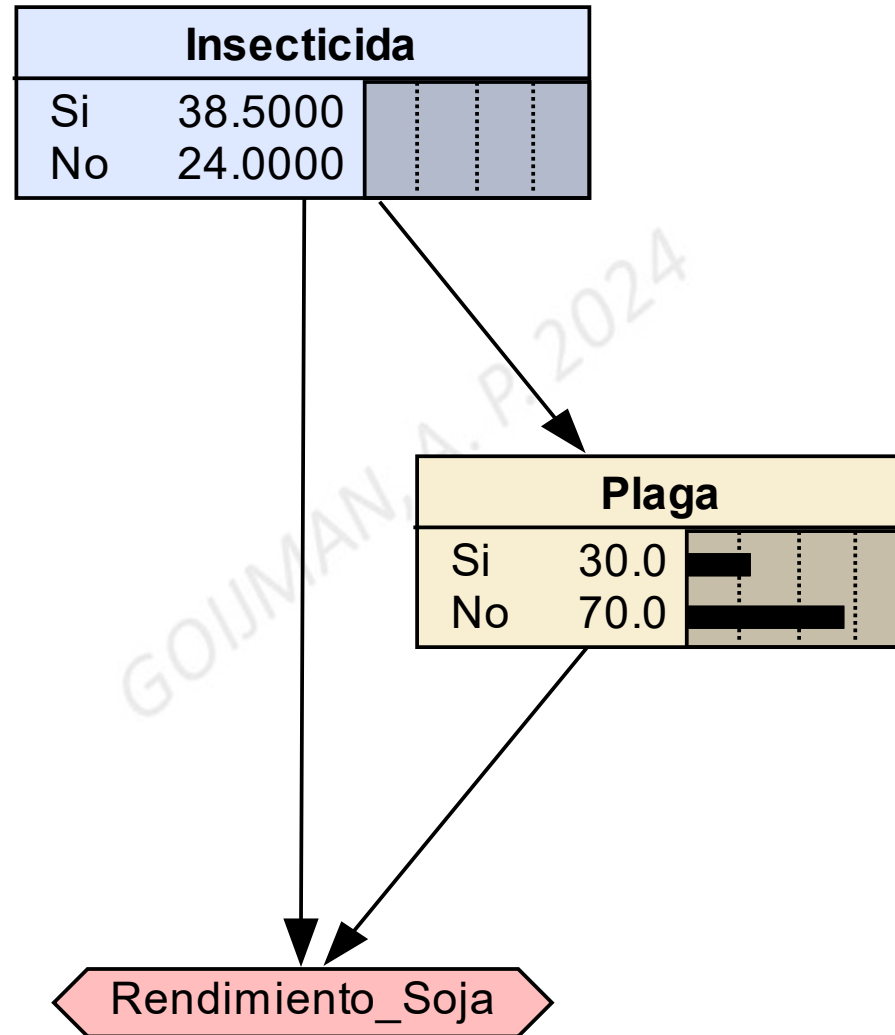 Insecticida
Si 38.5000
No 24.0000
GOIJMAN, A. P. 2024
Plaga
Si 30.0
No 70.0
Rendimiento_Soja